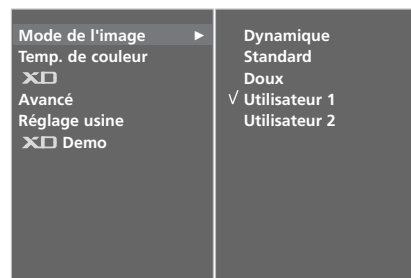 Mode de l'image ►
Temp. de couleur
XD
Avancé
Réglage usine
XD Demo
Dynamique
Standard
Doux
√ Utilisateur 1
Utilisateur 2